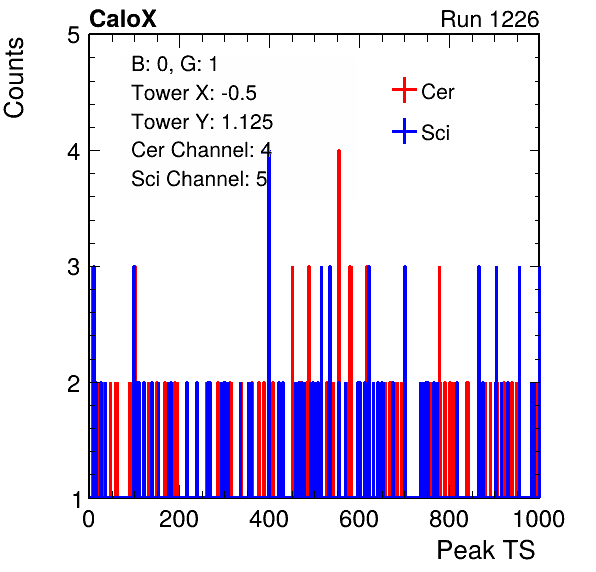 CaloX Run 1226
Counts
B: 0, G: 1
Tower X: -0.5
Tower Y: 1.125
Cer Channel: 4
Sci Channel: 5
Cer
Sci
5
4
3
2
1
0 200 400 600 800 1000
Peak TS